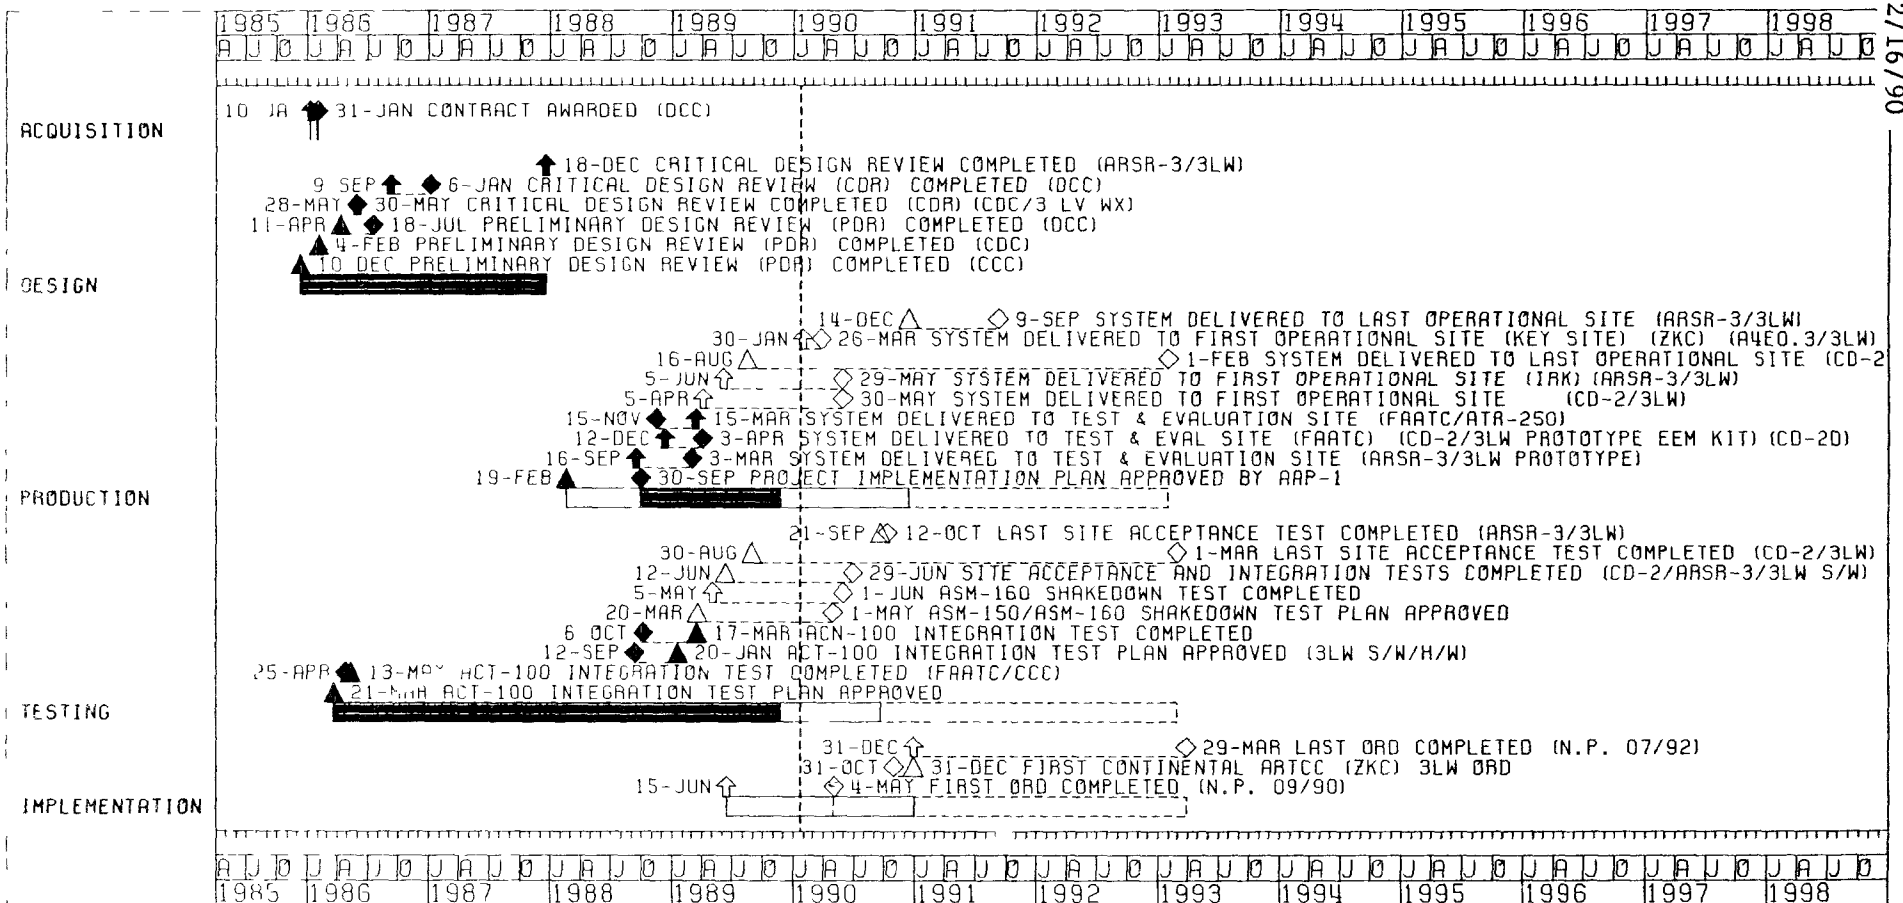 1985 1986 1987 1988 1989 1990 1991 1992 1993 1994 1995 1996 1997 1998
A J O J A J O J A J O J A J O J A J O J A J O J A J O J A J O J A J O J A J O J A J O J A J O J A J O J A J O
2/16/90
10 JA 31-JAN CONTRACT AWARDED (DCC)
ACQUISITION
18-DEC CRITICAL DESIGN REVIEW COMPLETED (ARSR-3/3LW)
9 SEP 6-JAN CRITICAL DESIGN REVIEW (CDR) COMPLETED (DCC)
28-MAY 30-MAY CRITICAL DESIGN REVIEW COMPLETED (CDR) (CDC/3 LV WX)
11-APR 18-JUL PRELIMINARY DESIGN REVIEW (PDR) COMPLETED (DCC)
4-FEB PRELIMINARY DESIGN REVIEW (PDR) COMPLETED (CDC)
10 DEC PRELIMINARY DESIGN REVIEW (PDR) COMPLETED (CCC)
DESIGN
14-DEC 9-SEP SYSTEM DELIVERED TO LAST OPERATIONAL SITE (ARSR-3/3LW)
30-JAN 26-MAR SYSTEM DELIVERED TO FIRST OPERATIONAL SITE (KEY SITE) (ZKC) (A4E0.3/3LW)
16-AUG 1-FEB SYSTEM DELIVERED TO LAST OPERATIONAL SITE (CD-2
5-JUN 29-MAY SYSTEM DELIVERED TO FIRST OPERATIONAL SITE (IRK) (ARSR-3/3LW)
5-APR 30-MAY SYSTEM DELIVERED TO FIRST OPERATIONAL SITE (CD-2/3LW)
15-NOV 15-MAR SYSTEM DELIVERED TO TEST & EVALUATION SITE (FAATC/ATR-250)
12-DEC 3-APR SYSTEM DELIVERED TO TEST & EVAL SITE (FAATC) (CD-2/3LW PROTOTYPE EEM KIT) (CD-2D)
16-SEP 3-MAR SYSTEM DELIVERED TO TEST & EVALUATION SITE (ARSR-3/3LW PROTOTYPE)
19-FEB 30-SEP PROJECT IMPLEMENTATION PLAN APPROVED BY AAP-1
PRODUCTION
21-SEP 12-OCT LAST SITE ACCEPTANCE TEST COMPLETED (ARSR-3/3LW)
30-AUG 1-MAR LAST SITE ACCEPTANCE TEST COMPLETED (CD-2/3LW)
12-JUN 29-JUN SITE ACCEPTANCE AND INTEGRATION TESTS COMPLETED (CD-2/ARSR-3/3LW S/W)
5-MAY 1-JUN ASM-160 SHAKEDOWN TEST COMPLETED
20-MAR 1-MAY ASM-150/ASM-160 SHAKEDOWN TEST PLAN APPROVED
6 OCT 17-MAR ACN-100 INTEGRATION TEST COMPLETED
12-SEP 20-JAN ACT-100 INTEGRATION TEST PLAN APPROVED (3LW S/W/H/W)
25-APR 13-MAY ACT-100 INTEGRATION TEST COMPLETED (FAATC/CCC)
21-MAR ACT-100 INTEGRATION TEST PLAN APPROVED
TESTING
31-DEC 29-MAR LAST ORD COMPLETED (N.P. 07/92)
31-OCT 31-DEC FIRST CONTINENTAL ARTCC (ZKC) 3LW ORD
15-JUN 4-MAY FIRST ORD COMPLETED (N.P. 09/90)
IMPLEMENTATION
A J O J A J O J A J O J A J O J A J O J A J O J A J O J A J O J A J O J A J O J A J O J A J O J A J O J A J O
1985 1986 1987 1988 1989 1990 1991 1992 1993 1994 1995 1996 1997 1998